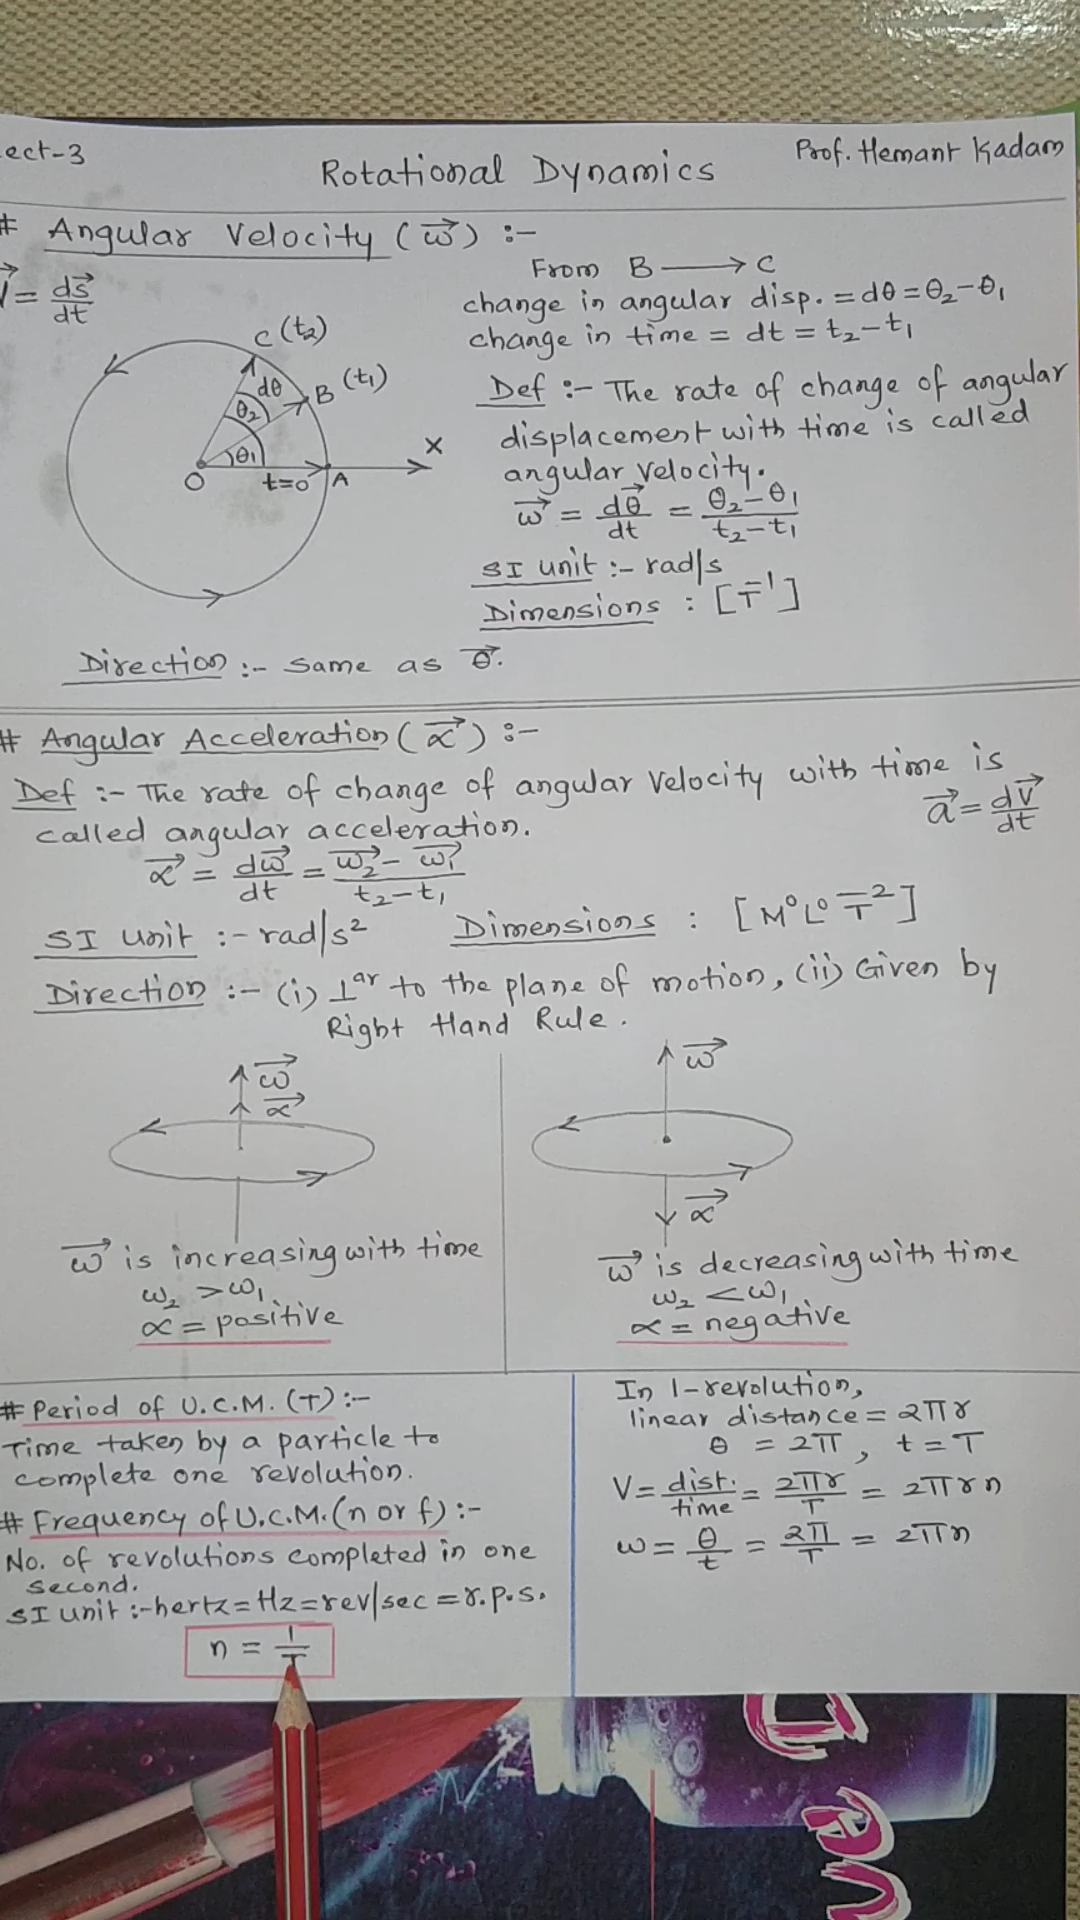 ect-3
Rotational Dynamics
Prof. Hemant Kadam
# Angular Velocity (ω⃗) :-
V⃗ = ds⃗/dt
From B ⟶ C
change in angular disp. = dθ = θ₂-θ₁
change in time = dt = t₂-t₁
C (t₂)
dθ
B (t₁)
θ₂
θ₁
X
O
t=0
A
Def :- The rate of change of angular
displacement with time is called
angular velocity.
ω⃗ = dθ⃗/dt = θ₂-θ₁/t₂-t₁
SI unit :- rad/s
Dimensions : [T⁻¹]
Direction :- same as θ⃗.
# Angular Acceleration (α⃗) :-
Def :- The rate of change of angular velocity with time is
called angular acceleration.
a⃗ = dV⃗/dt
α⃗ = dω⃗/dt = ω₂⃗ - ω₁⃗/t₂-t₁
SI Unit :- rad/s²
Dimensions : [M⁰L⁰T⁻²]
Direction :- (i) ⊥ᵃʳ to the plane of motion, (ii) Given by
Right Hand Rule.
ω⃗
α⃗
ω⃗
α⃗
ω⃗ is increasing with time
ω₂ > ω₁
α = positive
ω⃗ is decreasing with time
ω₂ < ω₁
α = negative
# Period of U.C.M. (T) :-
Time taken by a particle to
complete one revolution.
# Frequency of U.C.M. (n or f) :-
No. of revolutions completed in one
second.
SI unit :- hertz = Hz = rev/sec = r.p.s.
n = 1/T
In 1-revolution,
linear distance = 2πr
θ = 2π, t = T
V = dist./time = 2πr/T = 2πrn
ω = θ/t = 2π/T = 2πn